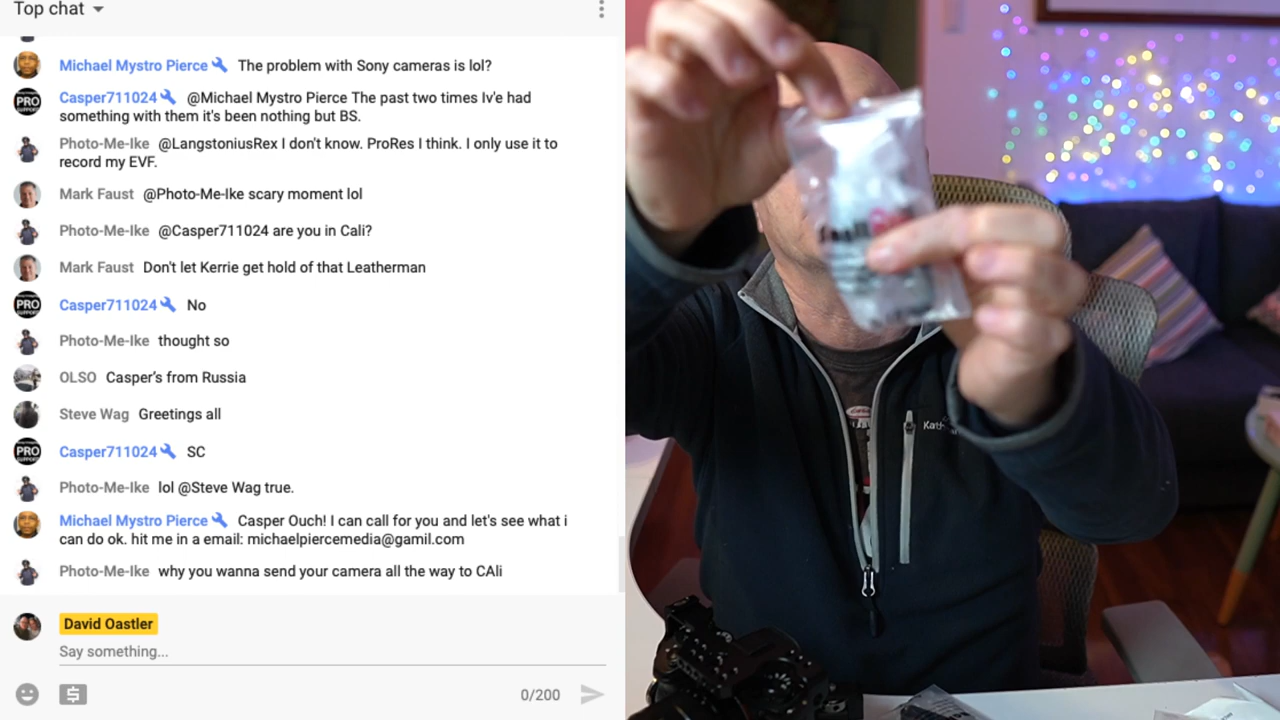 Top chat
Michael Mystro Pierce The problem with Sony cameras is lol?
Casper711024 @Michael Mystro Pierce The past two times Iv'e had
something with them it's been nothing but BS.
Photo-Me-Ike @LangstoniusRex I don't know. ProRes I think. I only use it to
record my EVF.
Mark Faust @Photo-Me-Ike scary moment lol
Photo-Me-Ike @Casper711024 are you in Cali?
Mark Faust Don't let Kerrie get hold of that Leatherman
PRO
Casper711024 No
Photo-Me-Ike thought so
OLSO Casper's from Russia
Steve Wag Greetings all
PRO
Casper711024 SC
Photo-Me-Ike lol @Steve Wag true.
Michael Mystro Pierce Casper Ouch! I can call for you and let's see what i
can do ok. hit me in a email: michaelpiercemedia@gamil.com
Photo-Me-Ike why you wanna send your camera all the way to CAli
David Oastler
Say something...
0/200